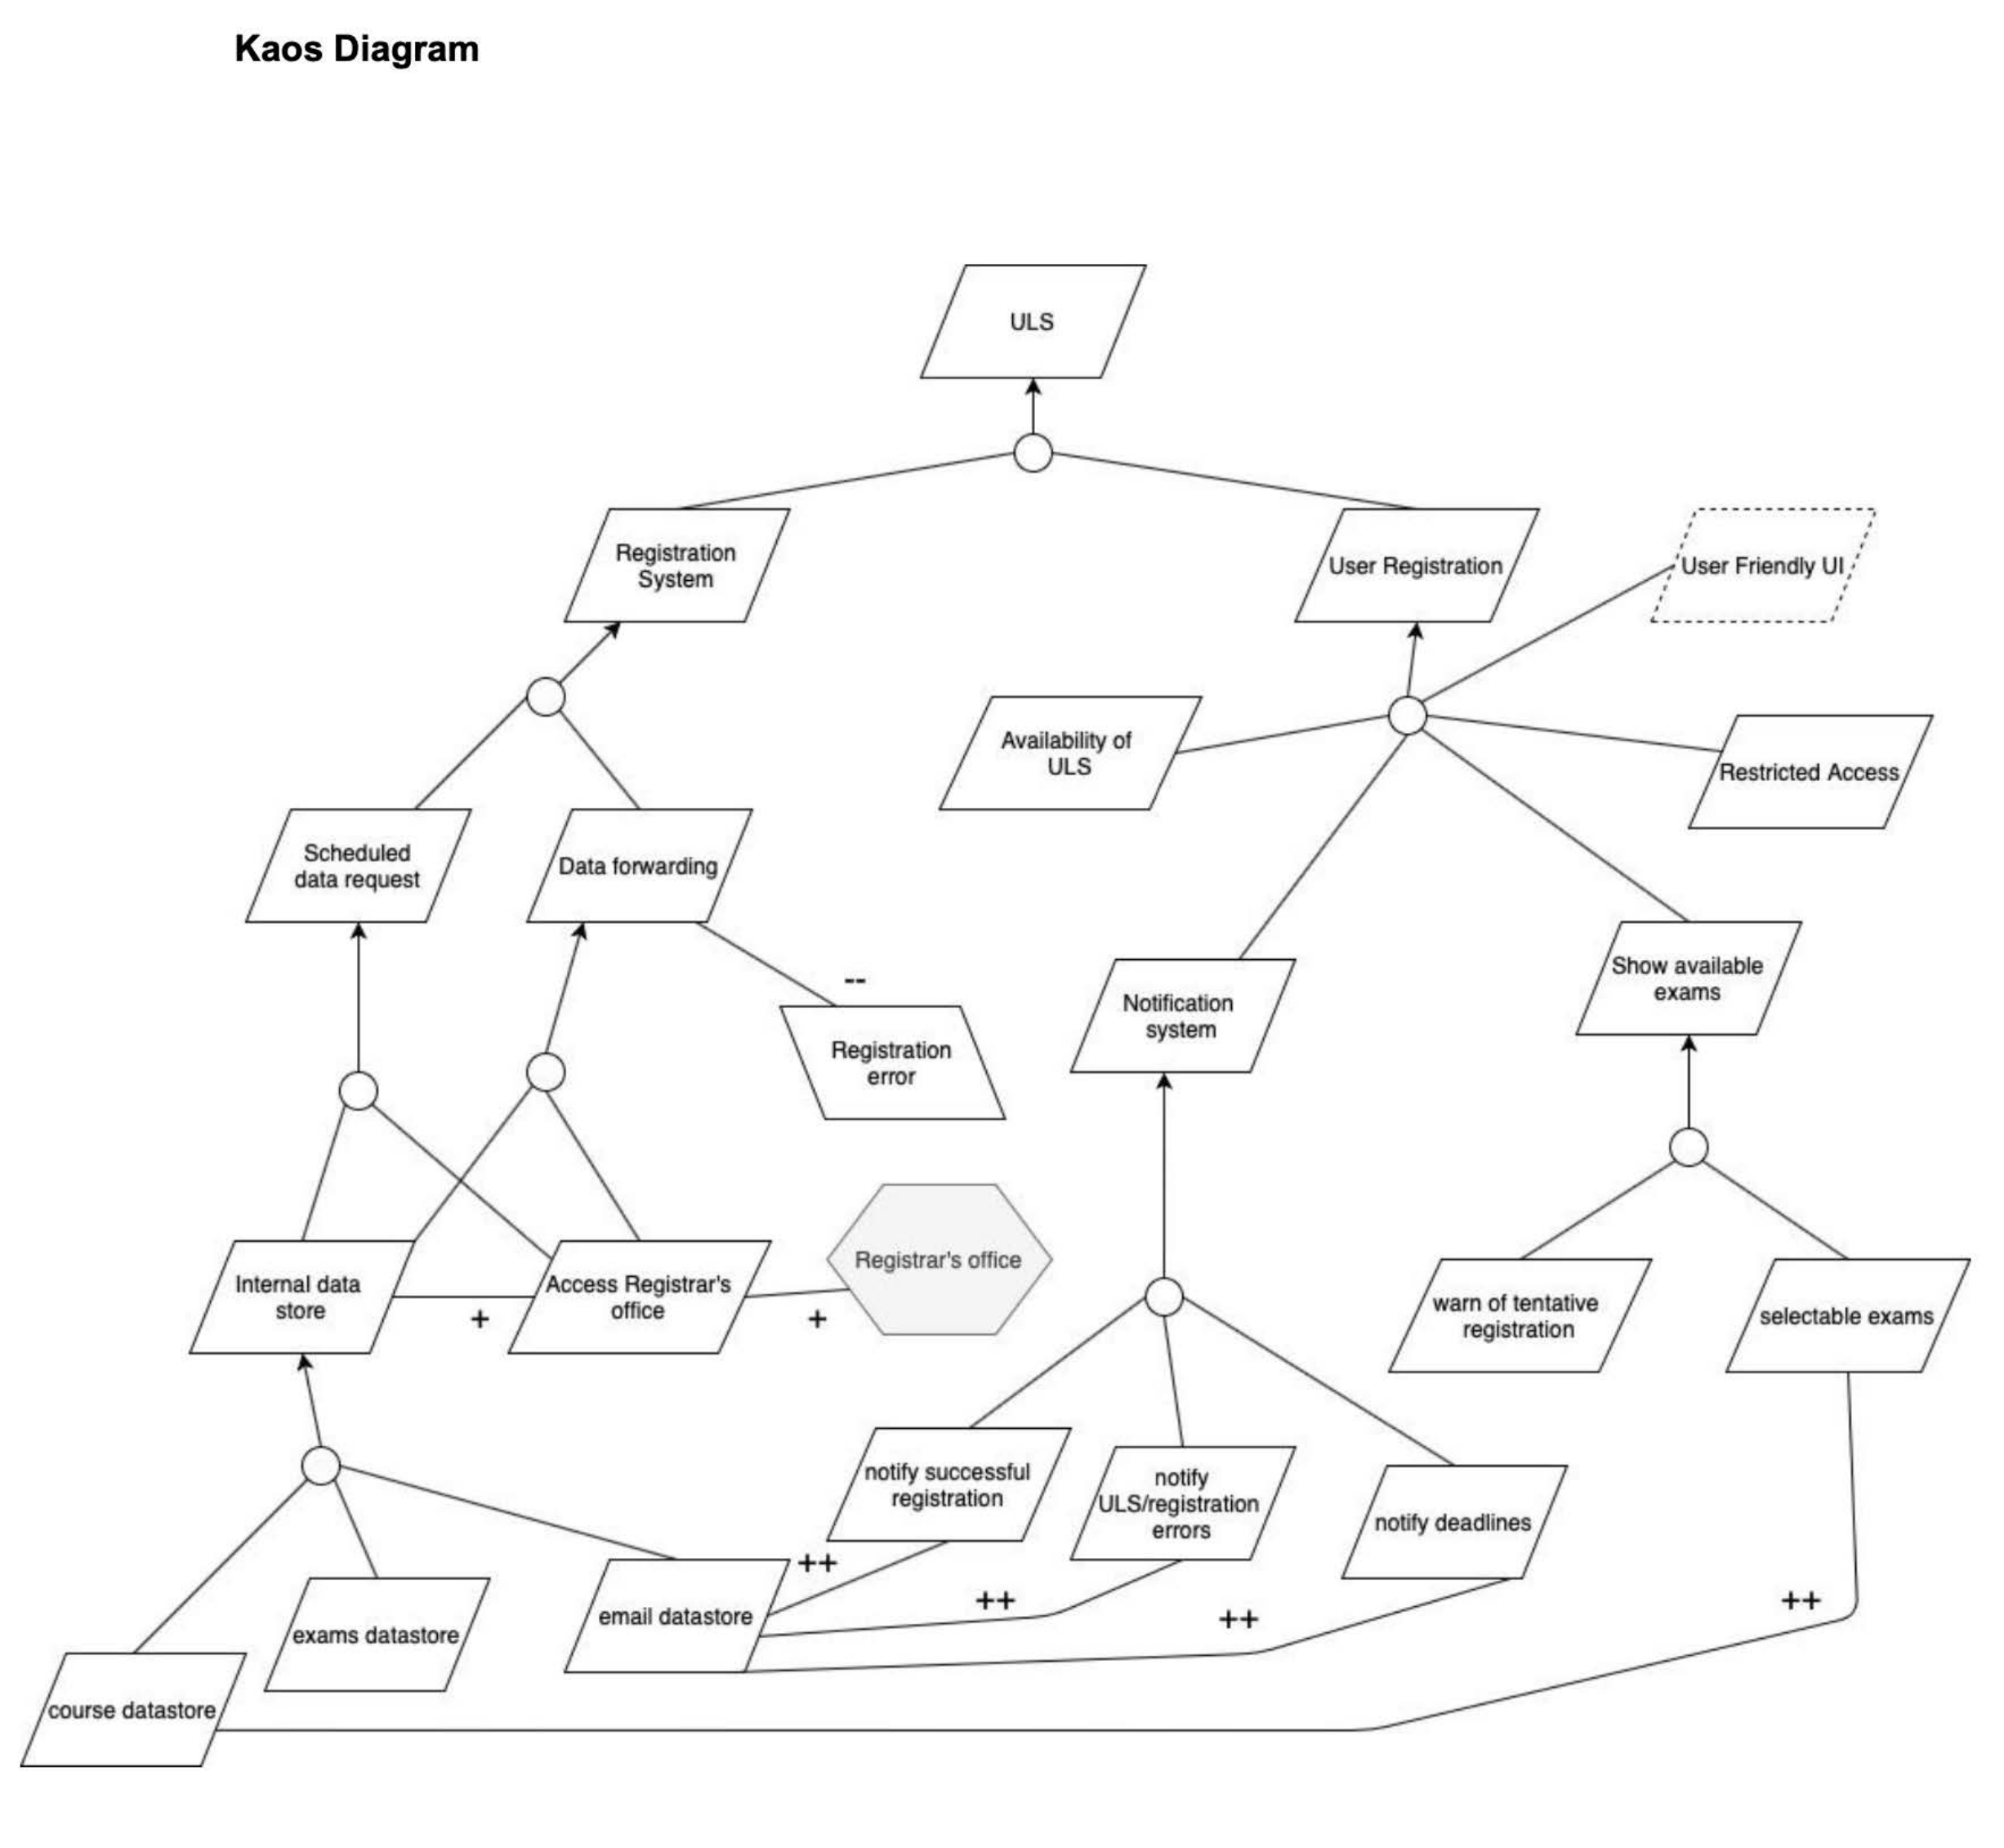 Kaos Diagram
ULS
Registration
System
User Registration
User Friendly UI
Availability of
ULS
Restricted Access
Scheduled
data request
Data forwarding
--
Registration
error
Notification
system
Show available
exams
Internal data
store
+
Access Registrar's
office
+
Registrar's office
warn of tentative
registration
selectable exams
notify successful
registration
notify
ULS/registration
errors
notify deadlines
++
++
++
++
email datastore
exams datastore
course datastore